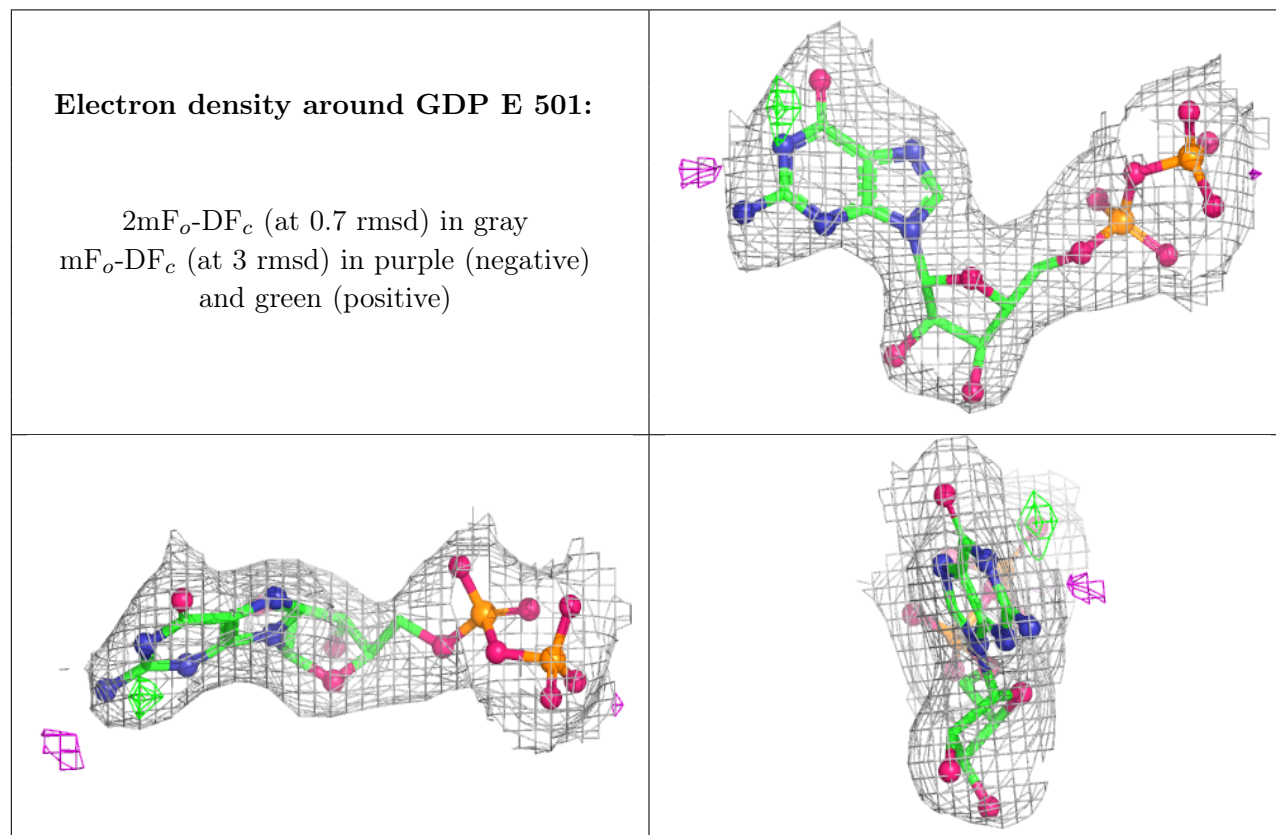 Electron density around GDP E 501:
2mFo-DFc (at 0.7 rmsd) in gray
mFo-DFc (at 3 rmsd) in purple (negative)
and green (positive)